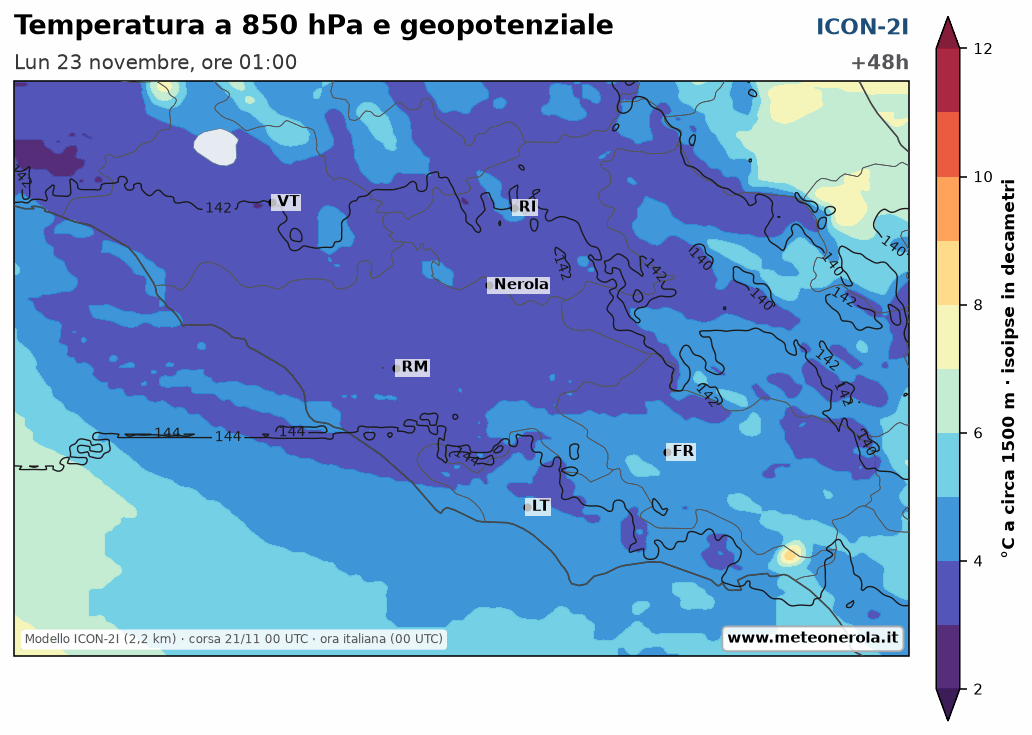 Temperatura a 850 hPa e geopotenziale
ICON-2I
Lun 23 novembre, ore 01:00
+48h
142
142
VT
RI
142
142
140
140
140
140
142
Nerola
RM
142
142
142
144
144
144
144
140
FR
LT
Modello ICON-2I (2,2 km) · corsa 21/11 00 UTC · ora italiana (00 UTC)
www.meteonerola.it
12
10
8
6
4
2
°C a circa 1500 m · isoipse in decametri